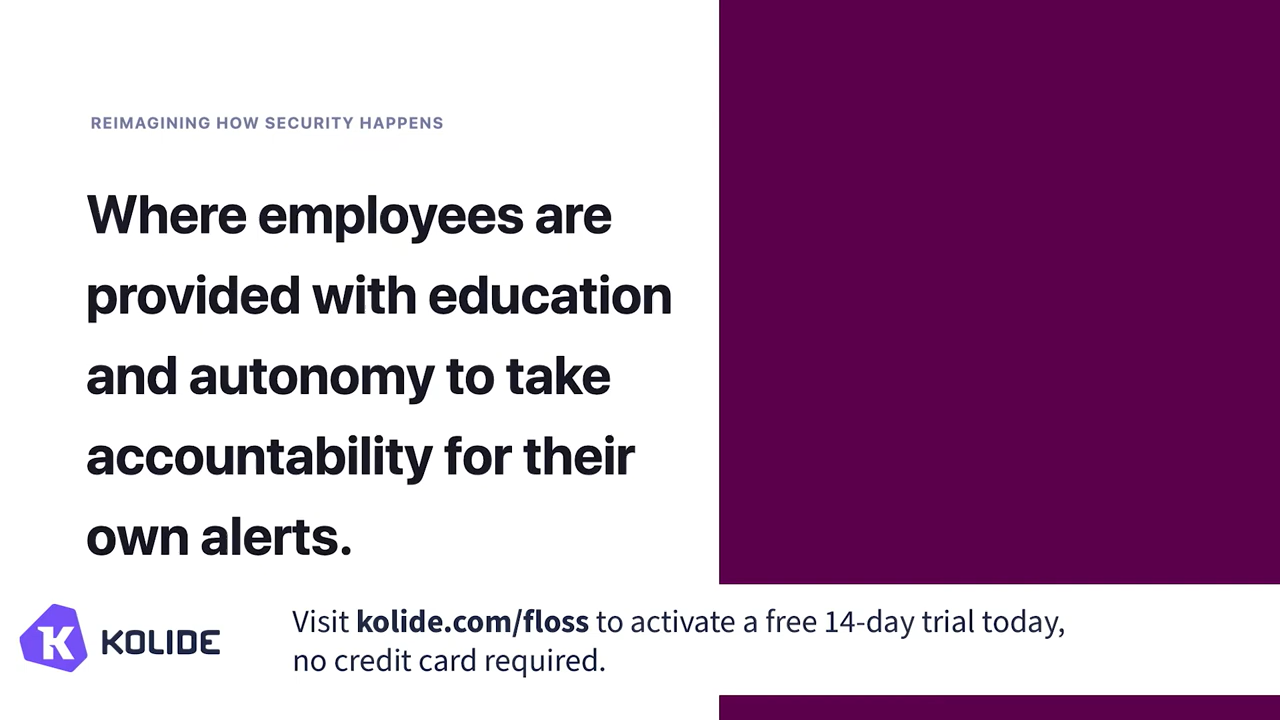 REIMAGINING HOW SECURITY HAPPENS
Where employees are
provided with education
and autonomy to take
accountability for their
own alerts.
K KOLIDE
Visit kolide.com/floss to activate a free 14-day trial today,
no credit card required.